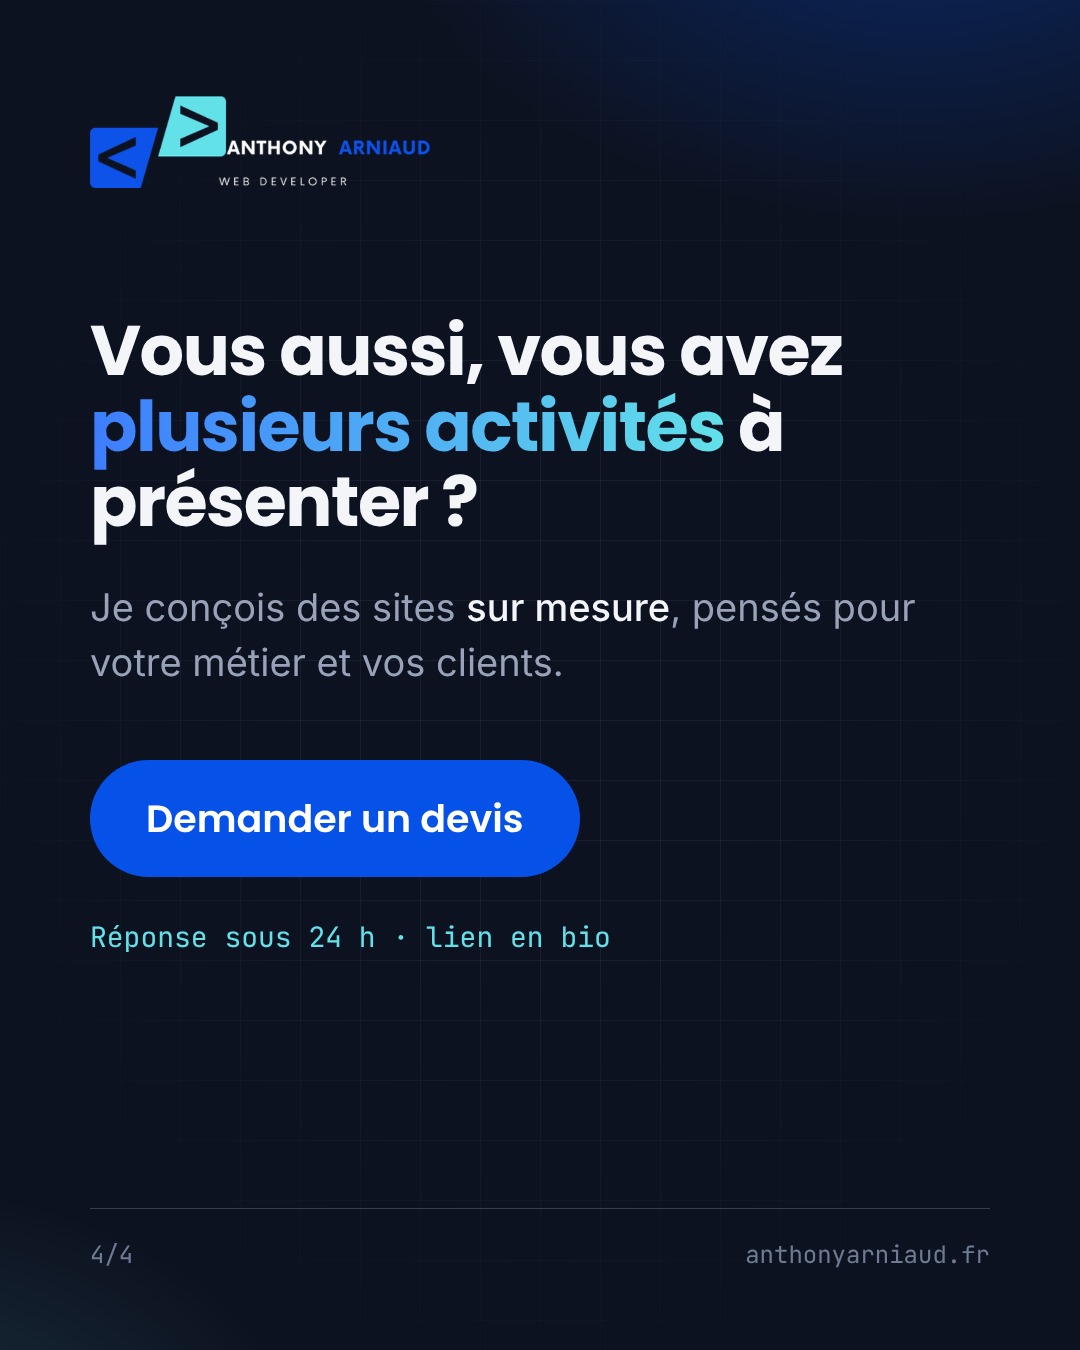 < >
ANTHONY ARNIAUD
WEB DEVELOPER
Vous aussi, vous avez
plusieurs activités à
présenter ?
Je conçois des sites sur mesure, pensés pour
votre métier et vos clients.
Demander un devis
Réponse sous 24 h · lien en bio
4/4
anthonyarniaud.fr